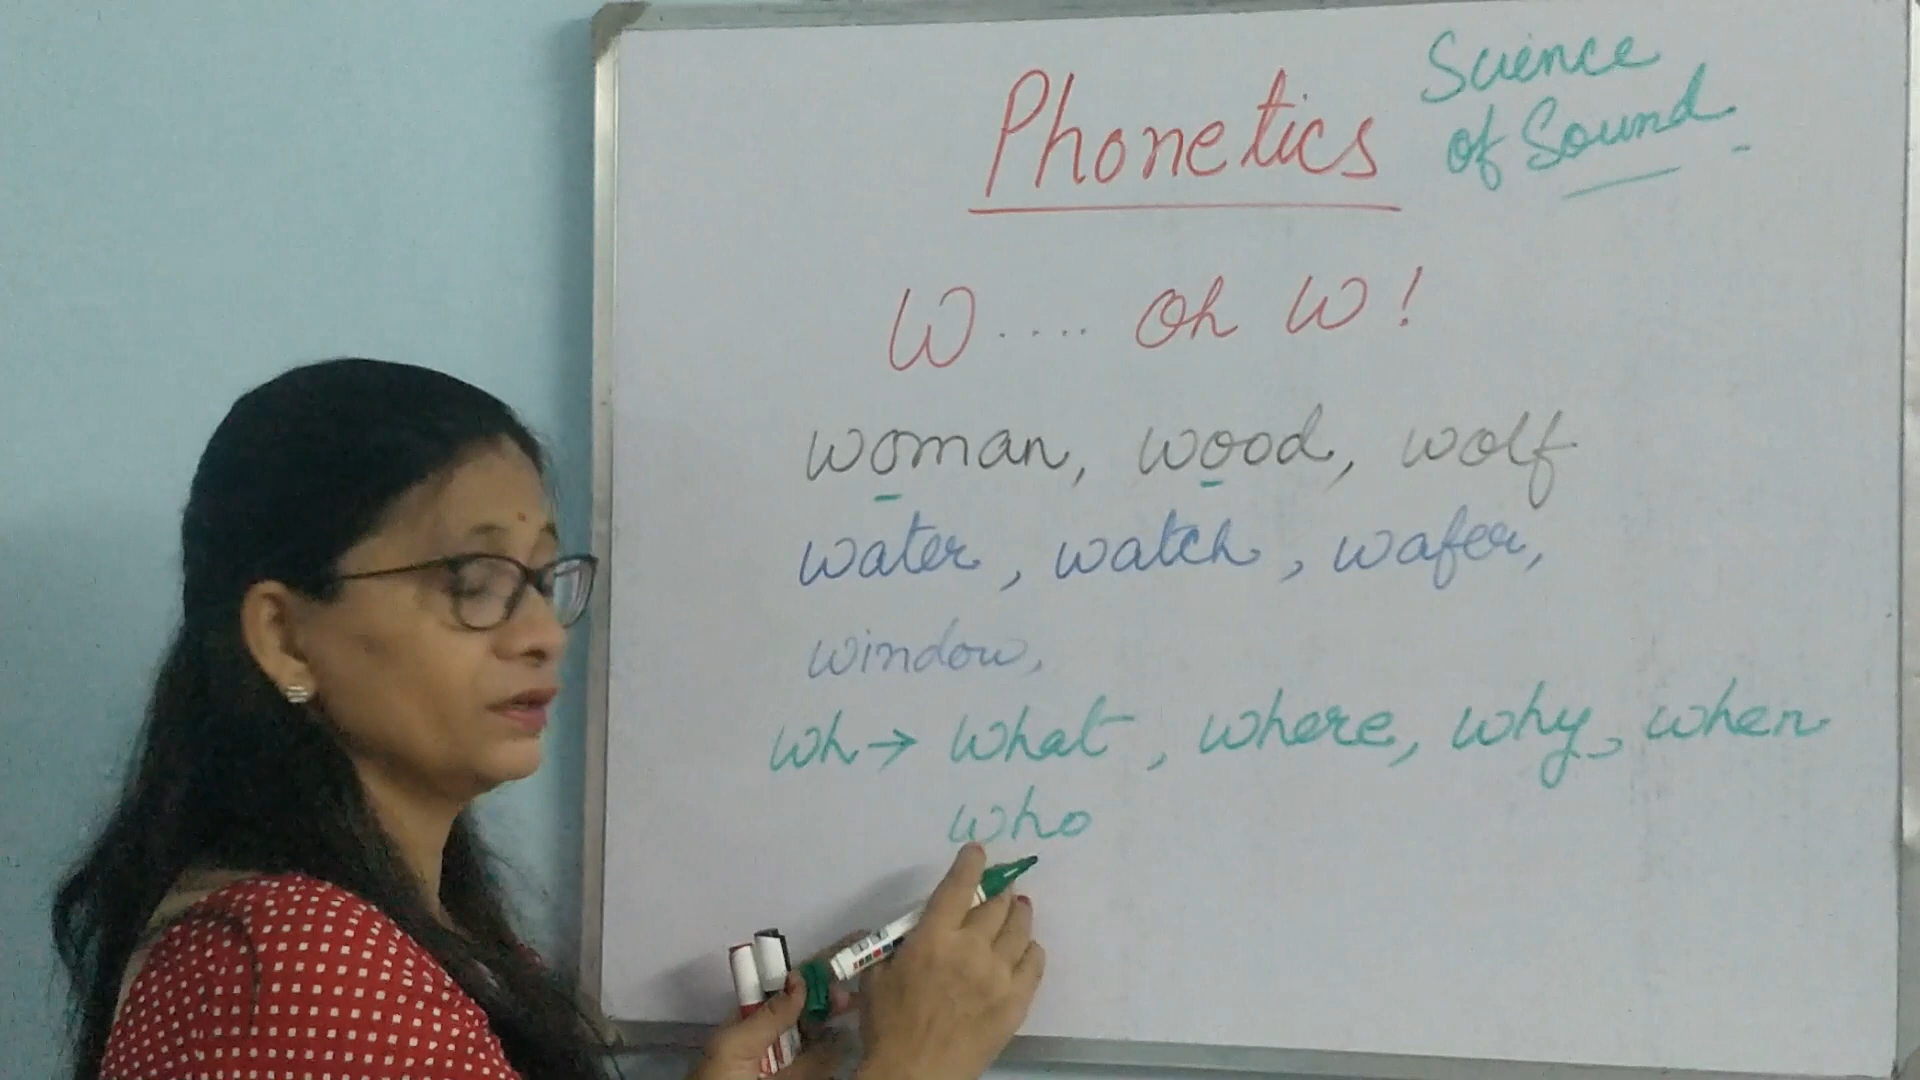 Phonetics Science
of Sound
W.... Oh W!
woman, wood, wolf
water, watch, wafer,
window,
wh → what, where, why, when
who